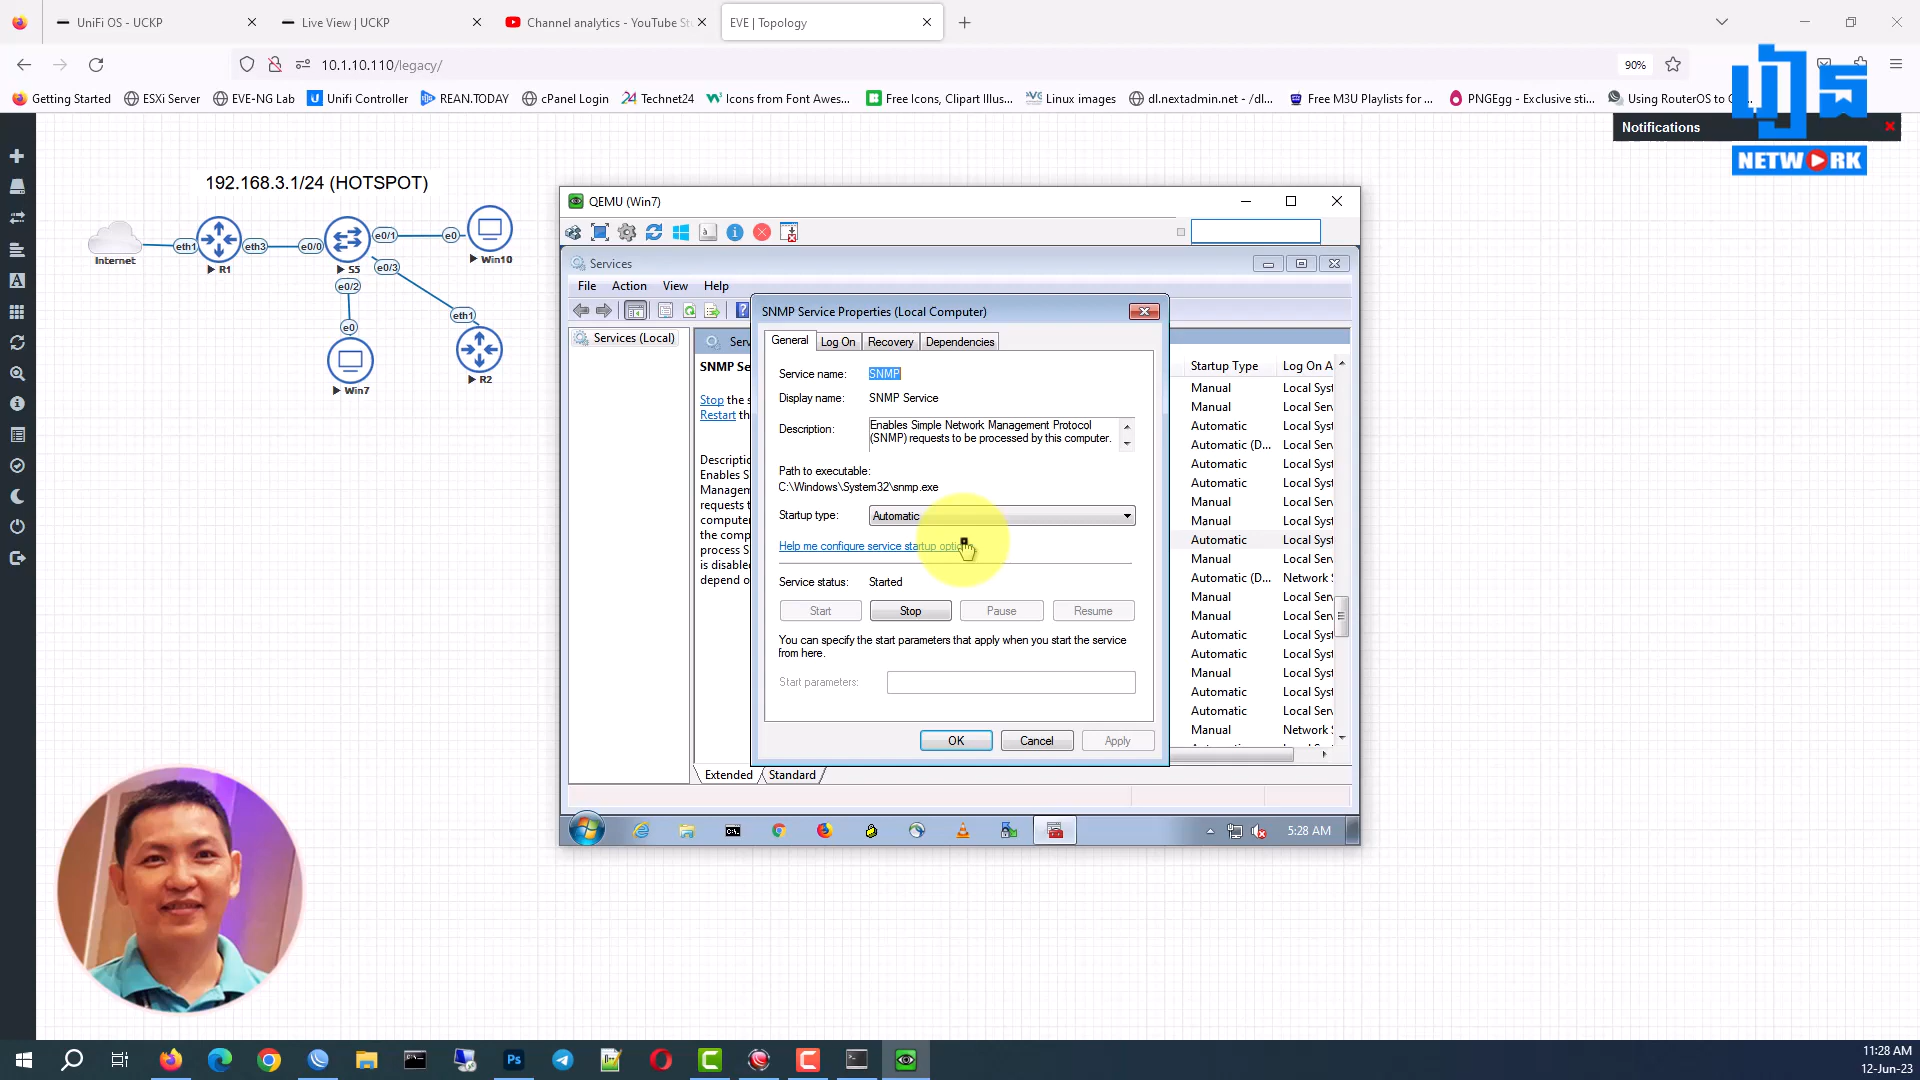 UniFi OS - UCKP
Live View | UCKP
Channel analytics - YouTube St
EVE | Topology
10.1.10.110/legacy/
90%
Getting Started
ESXi Server
EVE-NG Lab
Unifi Controller
REAN.TODAY
cPanel Login
Technet24
Icons from Font Awes...
Free Icons, Clipart Illus...
Linux images
dl.nextadmin.net - /dl...
Free M3U Playlists for ...
PNGEgg - Exclusive sti...
Using RouterOS to
Notifications
NETWORK
192.168.3.1/24 (HOTSPOT)
Internet
eth1
R1
eth3
e0/0
S5
e0/1
e0
Win10
e0/3
e0/2
eth1
e0
R2
Win7
QEMU (Win7)
Services
File Action View Help
SNMP Service Properties (Local Computer)
Services (Local)
Serv
General
Log On
Recovery
Dependencies
SNMP Se
Stop the s
Restart th
Descriptio
Enables S
Managem
requests t
computer
the comp
process S
is disable
depend o
Service name: SNMP
Display name: SNMP Service
Description: Enables Simple Network Management Protocol
(SNMP) requests to be processed by this computer.
Path to executable:
C:\Windows\System32\snmp.exe
Startup type: Automatic
Help me configure service startup options.
Service status: Started
Start Stop Pause Resume
You can specify the start parameters that apply when you start the service
from here.
Start parameters:
OK Cancel Apply
Startup Type Log On A
Manual Local Syst
Manual Local Serv
Automatic Local Syst
Automatic (D... Local Serv
Automatic Local Syst
Automatic Local Syst
Manual Local Syst
Manual Local Syst
Automatic Local Syst
Manual Local Serv
Automatic (D... Network S
Manual Local Serv
Manual Local Serv
Automatic Local Syst
Automatic Local Syst
Manual Local Syst
Automatic Local Syst
Automatic Local Serv
Manual Network S
Extended Standard
5:28 AM
11:28 AM
12-Jun-23